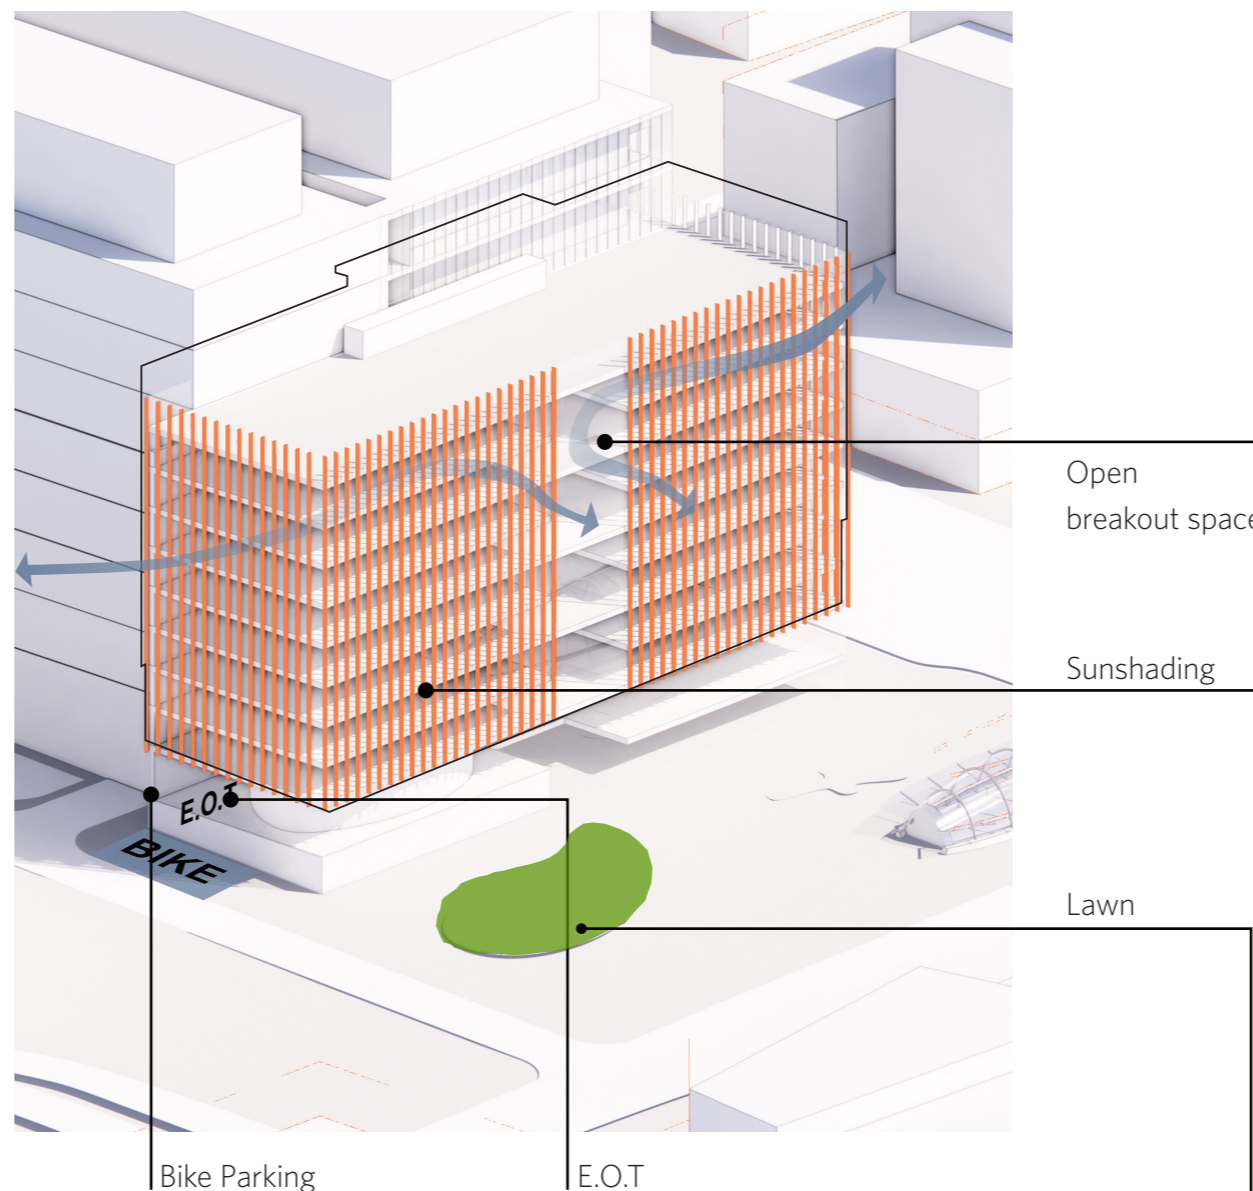 Open
breakout space
Sunshading
E.O.T
BIKE
Lawn
Bike Parking
E.O.T